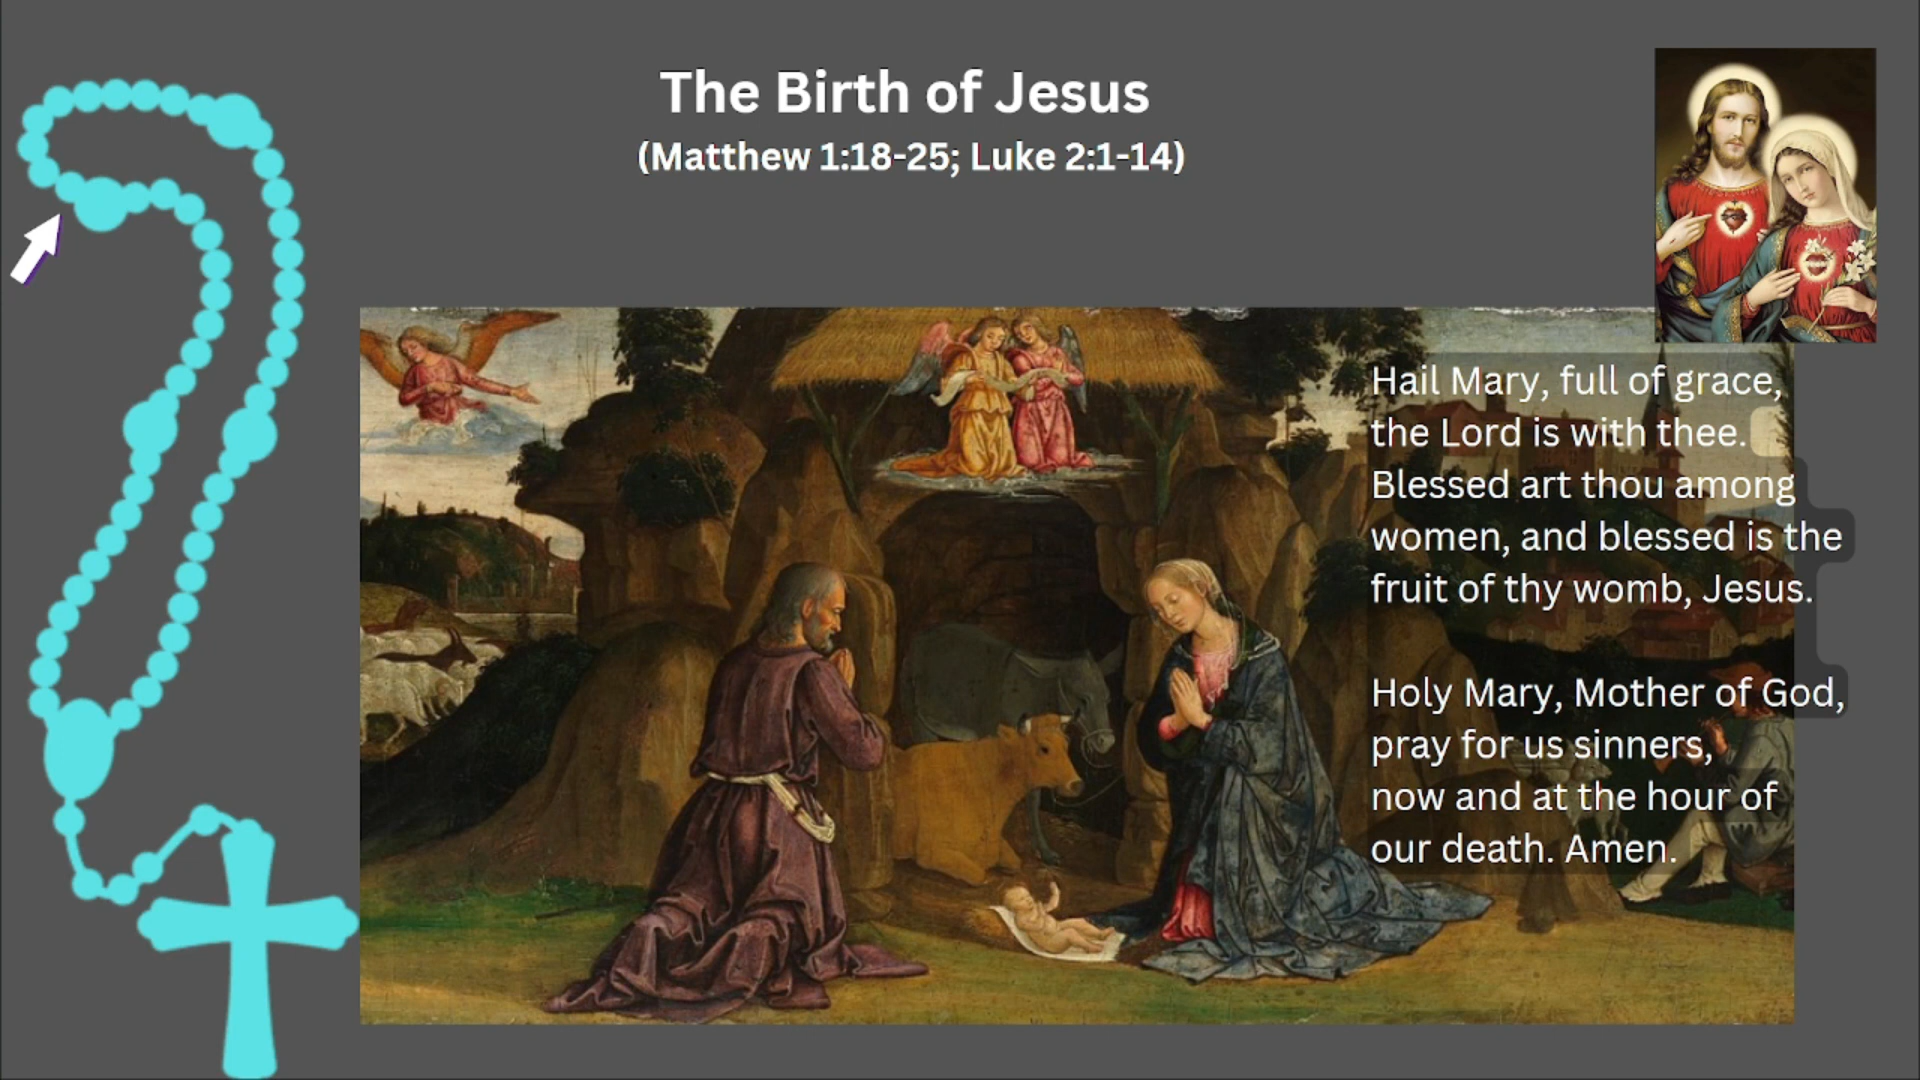 The Birth of Jesus
(Matthew 1:18-25; Luke 2:1-14)
Hail Mary, full of grace,
the Lord is with thee.
Blessed art thou among
women, and blessed is the
fruit of thy womb, Jesus.
Holy Mary, Mother of God,
pray for us sinners,
now and at the hour of
our death. Amen.